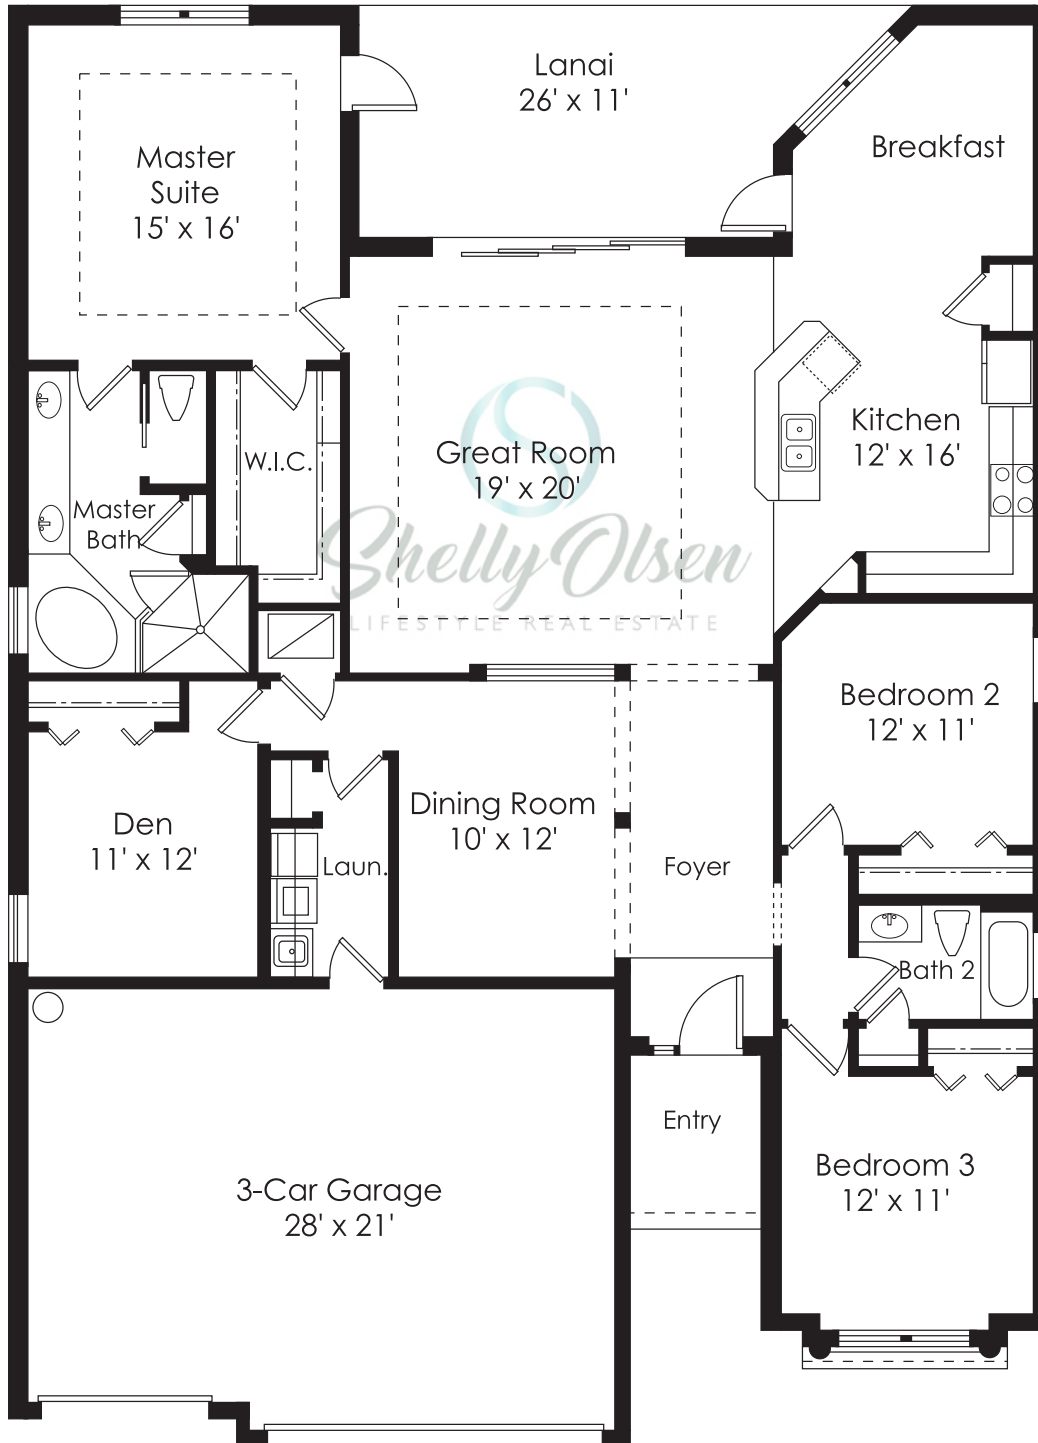 Lanai
26' x 11'
Breakfast
Master
Suite
15' x 16'
Kitchen
12' x 16'
Great Room
19' x 20'
W.I.C.
Master
Bath
Shelly Olsen
LIFESTYLE REAL ESTATE
Bedroom 2
12' x 11'
Dining Room
10' x 12'
Den
11' x 12'
Laun.
Foyer
Bath 2
Entry
Bedroom 3
12' x 11'
3-Car Garage
28' x 21'